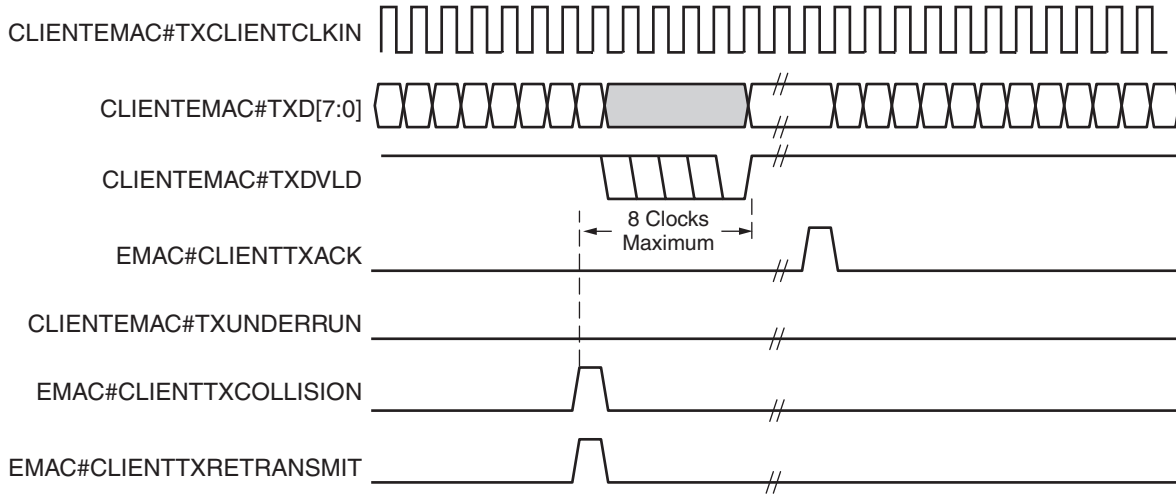 CLIENTEMAC#TXCLIENTCLKIN
CLIENTEMAC#TXD[7:0]
CLIENTEMAC#TXDVLD
8 Clocks
Maximum
EMAC#CLIENTTXACK
CLIENTEMAC#TXUNDERRUN
EMAC#CLIENTTXCOLLISION
EMAC#CLIENTTXRETRANSMIT